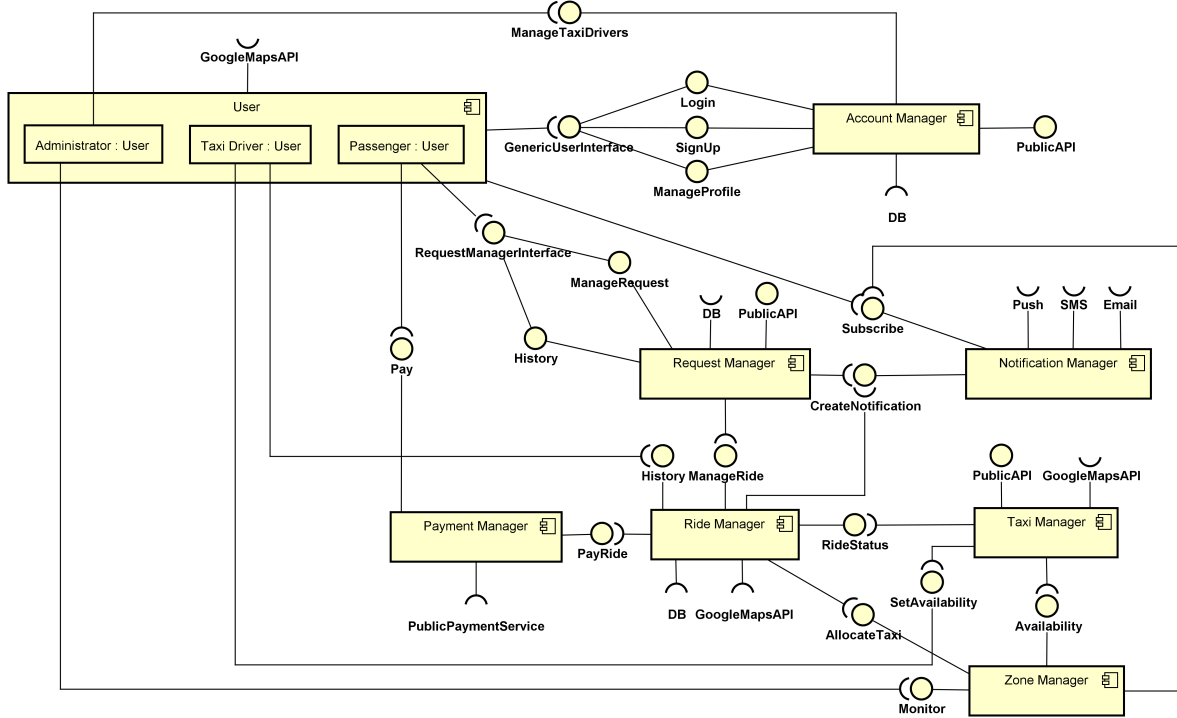 ManageTaxiDrivers
GoogleMapsAPI
User
Login
Account Manager
Administrator : User
Taxi Driver : User
Passenger : User
GenericUserInterface
SignUp
PublicAPI
ManageProfile
DB
RequestManagerInterface
ManageRequest
DB
PublicAPI
Subscribe
Push
SMS
Email
History
Pay
Request Manager
Notification Manager
CreateNotification
History
ManageRide
PublicAPI
GoogleMapsAPI
Payment Manager
PayRide
Ride Manager
RideStatus
Taxi Manager
PublicPaymentService
DB
GoogleMapsAPI
SetAvailability
AllocateTaxi
Availability
Zone Manager
Monitor